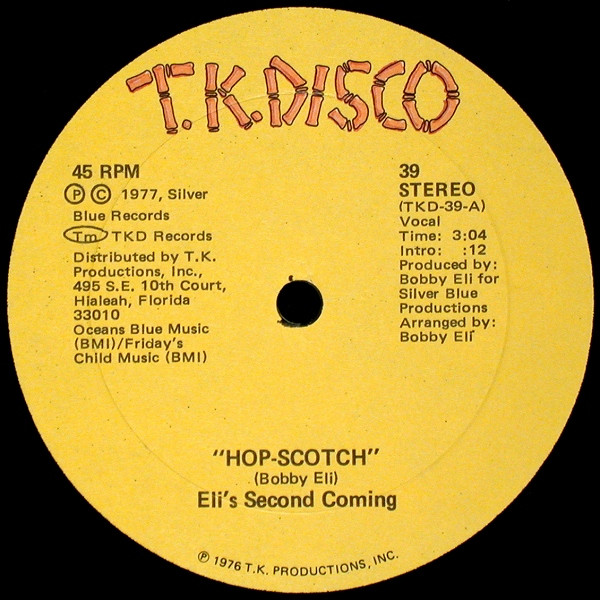 T.K. DISCO
45 RPM
Ⓟ Ⓒ 1977, Silver
Blue Records
Tm TKD Records
Distributed by T.K.
Productions, Inc.,
495 S.E. 10th Court,
Hialeah, Florida
33010
Oceans Blue Music
(BMI)/Friday's
Child Music (BMI)
39
STEREO
(TKD-39-A)
Vocal
Time: 3:04
Intro: :12
Produced by:
Bobby Eli for
Silver Blue
Productions
Arranged by:
Bobby Eli
"HOP-SCOTCH"
(Bobby Eli)
Eli's Second Coming
Ⓟ 1976 T.K. PRODUCTIONS, INC.